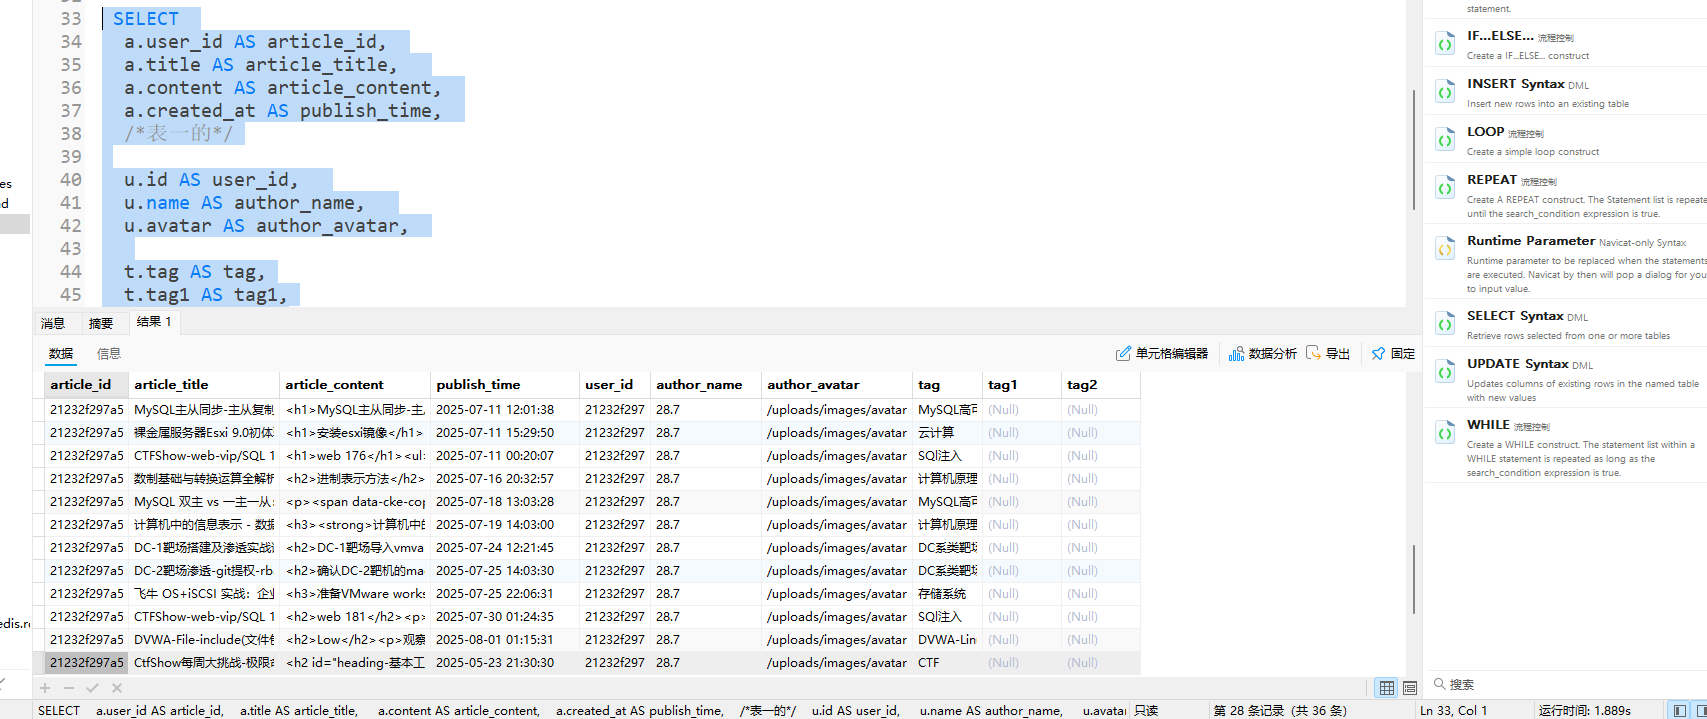 33 SELECT
34 a.user_id AS article_id,
35 a.title AS article_title,
36 a.content AS article_content,
37 a.created_at AS publish_time,
38 /*表一的*/
39
40 u.id AS user_id,
41 u.name AS author_name,
42 u.avatar AS author_avatar,
43
44 t.tag AS tag,
45 t.tag1 AS tag1,
消息 摘要 结果 1
数据 信息
单元格编辑器 数据分析 导出 固定
article_id article_title article_content publish_time user_id author_name author_avatar tag tag1 tag2
21232f297a5 MySQL主从同步-主从复制 <h1>MySQL主从同步-主 2025-07-11 12:01:38 21232f297 28.7 /uploads/images/avatar MySQL高 (Null) (Null)
21232f297a5 裸金属服务器Esxi 9.0初体 <h1>安装esxi镜像</h1> 2025-07-11 15:29:50 21232f297 28.7 /uploads/images/avatar 云计算 (Null) (Null)
21232f297a5 CTFShow-web-vip/SQL 1 <h1>web 176</h1><ul> 2025-07-11 00:20:07 21232f297 28.7 /uploads/images/avatar SQl注入 (Null) (Null)
21232f297a5 数制基础与转换运算全解析 <h2>进制表示方法</h2> 2025-07-16 20:32:57 21232f297 28.7 /uploads/images/avatar 计算机原理 (Null) (Null)
21232f297a5 MySQL 双主 vs 一主一从: <p><span data-cke-cop 2025-07-18 13:03:28 21232f297 28.7 /uploads/images/avatar MySQL高 (Null) (Null)
21232f297a5 计算机中的信息表示 - 数据 <h3><strong>计算机中的 2025-07-19 14:03:00 21232f297 28.7 /uploads/images/avatar 计算机原理 (Null) (Null)
21232f297a5 DC-1靶场搭建及渗透实战 <h2>DC-1靶场导入vmva 2025-07-24 12:21:45 21232f297 28.7 /uploads/images/avatar DC系类靶场 (Null) (Null)
21232f297a5 DC-2靶场渗透-git提权-rb <h2>确认DC-2靶机的ma 2025-07-25 14:03:30 21232f297 28.7 /uploads/images/avatar DC系类靶场 (Null) (Null)
21232f297a5 飞牛 OS+iSCSI 实战：企业 <h3>准备VMware works 2025-07-25 22:06:31 21232f297 28.7 /uploads/images/avatar 存储系统 (Null) (Null)
21232f297a5 CTFShow-web-vip/SQL 1 <h2>web 181</h2><p> 2025-07-30 01:24:35 21232f297 28.7 /uploads/images/avatar SQl注入 (Null) (Null)
21232f297a5 DVWA-File-include(文件包 <h2>Low</h2><p>观察 2025-08-01 01:15:31 21232f297 28.7 /uploads/images/avatar DVWA-Lin (Null) (Null)
21232f297a5 CtfShow每周大挑战-极限命 <h2 id="heading-基本工 2025-05-23 21:30:30 21232f297 28.7 /uploads/images/avatar CTF (Null) (Null)
SELECT a.user_id AS article_id, a.title AS article_title, a.content AS article_content, a.created_at AS publish_time, /*表一的*/ u.id AS user_id, u.name AS author_name, u.avatar 只读 第 28 条记录 (共 36 条) Ln 33, Col 1 运行时间: 1.889s
es
d
edis.re
statement.
IF...ELSE... 流程控制
Create a IF...ELSE... construct
INSERT Syntax DML
Insert new rows into an existing table
LOOP 流程控制
Create a simple loop construct
REPEAT 流程控制
Create A REPEAT construct. The Statement list is repeate
until the search_condition expression is true.
Runtime Parameter Navicat-only Syntax
Runtime parameter to be replaced when the statements
are executed. Navicat by then will pop a dialog for you
to input value.
SELECT Syntax DML
Retrieve rows selected from one or more tables
UPDATE Syntax DML
Updates columns of existing rows in the named table
with new values
WHILE 流程控制
Create a WHILE construct. The statement list within a
WHILE statement is repeated as long as the
search_condition expression is true.
搜索